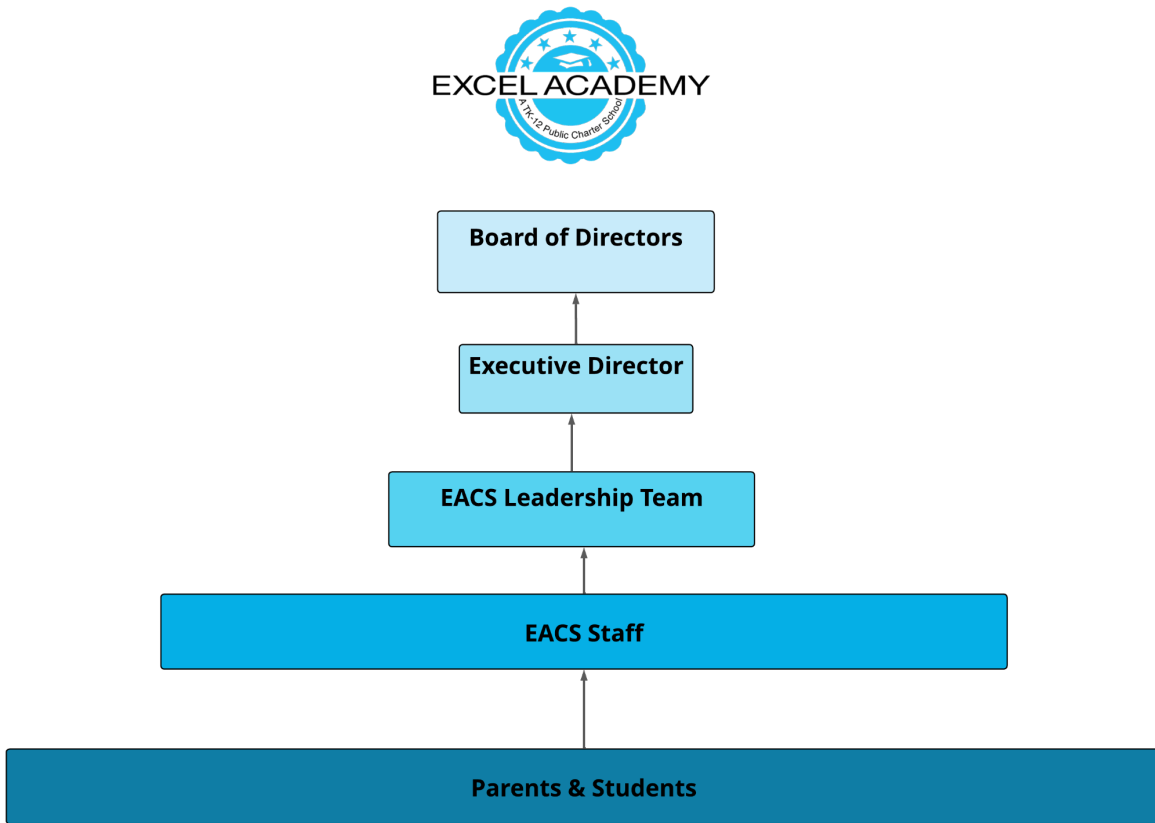 EXCEL ACADEMY
A TK-12 Public Charter School
Board of Directors
Executive Director
EACS Leadership Team
EACS Staff
Parents & Students